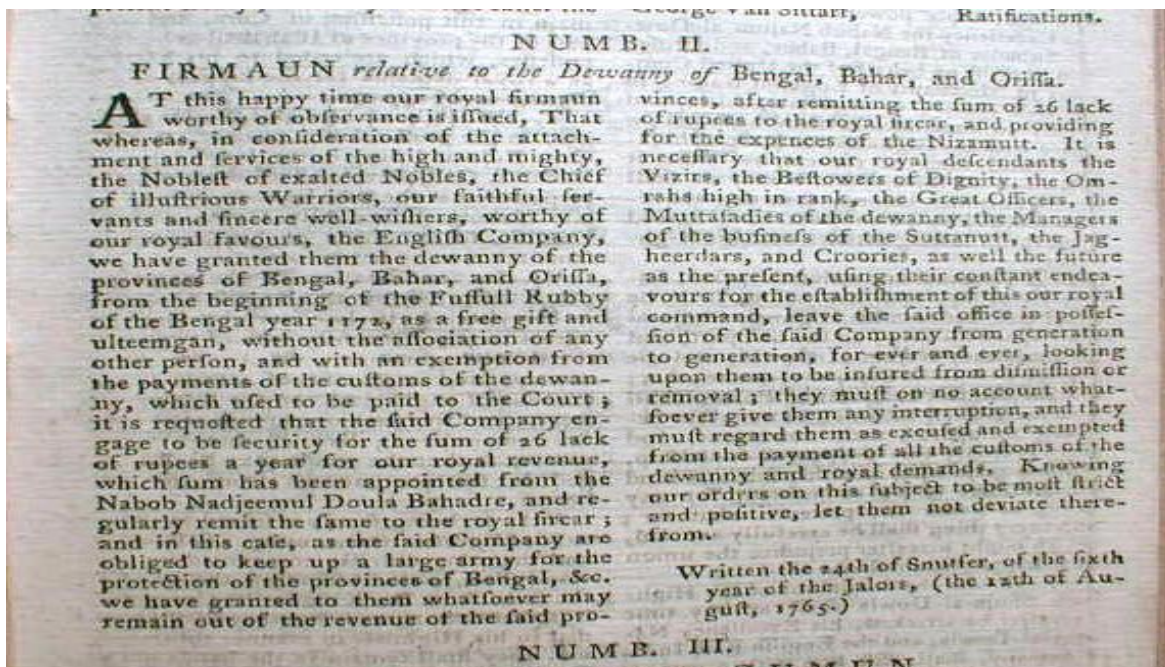 George Van Sittart,
Ratifications.
NUMB. II.
FIRMAUN relative to the Dewanny of Bengal, Bahar, and Oriſſa.
AT this happy time our royal firmaun
worthy of obſervance is iſſued, That
whereas, in conſideration of the attach-
ment and ſervices of the high and mighty,
the Nobleſt of exalted Nobles, the Chief
of illuſtrious Warriors, our faithful ſer-
vants and ſincere well-wiſhers, worthy of
our royal favours, the Engliſh Company,
we have granted them the dewanny of the
provinces of Bengal, Bahar, and Oriſſa,
from the beginning of the Fuſſull Rubby
of the Bengal year 1172, as a free gift and
ulteemgan, without the aſſociation of any
other perſon, and with an exemption from
the payments of the cuſtoms of the dewan-
ny, which uſed to be paid to the Court;
it is requoſted that the ſaid Company en-
gage to be ſecurity for the ſum of 26 lack
of rupees a year for our royal revenue,
which ſum has been appointed from the
Nabob Nadjeemul Doula Bahadre, and re-
gularly remit the ſame to the royal ſircar;
and in this caſe, as the ſaid Company are
obliged to keep up a large army for the
protection of the provinces of Bengal, &c.
we have granted to them whatſoever may
remain out of the revenue of the ſaid pro-
vinces, after remitting the ſum of 26 lack
of rupees to the royal ſircar, and providing
for the expences of the Nizamutt. It is
neceſſary that our royal deſcendants the
Vizirs, the Beſtowers of Dignity, the Om-
rahs high in rank, the Great Officers, the
Muttaſadies of the dewanny, the Managers
of the buſineſs of the Suttanutt, the Jag-
heerdars, and Croories, as well the future
as the preſent, uſing their conſtant endea-
vours for the eſtabliſhment of this our royal
command, leave the ſaid office in poſſeſ-
ſion of the ſaid Company from generation
to generation, for ever and ever, looking
upon them to be inſured from diſmiſſion or
removal; they muſt on no account what-
ſoever give them any interruption, and they
muſt regard them as excuſed and exempted
from the payment of all the cuſtoms of the
dewanny and royal demands. Knowing
our orders on this ſubject to be moſt ſtrict
and poſitive, let them not deviate there-
from.
Written the 24th of Snutſer, of the ſixth
year of the Jalors, (the 12th of Au-
guſt, 1765.)
NUMB. III.